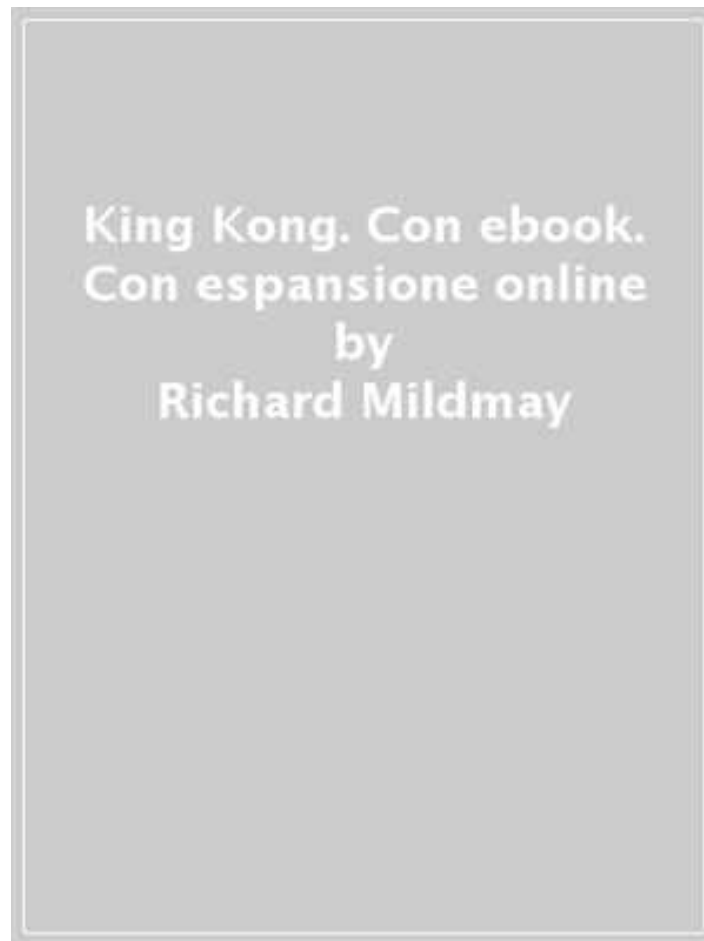 King Kong. Con ebook.
Con espansione online
by
Richard Mildmay